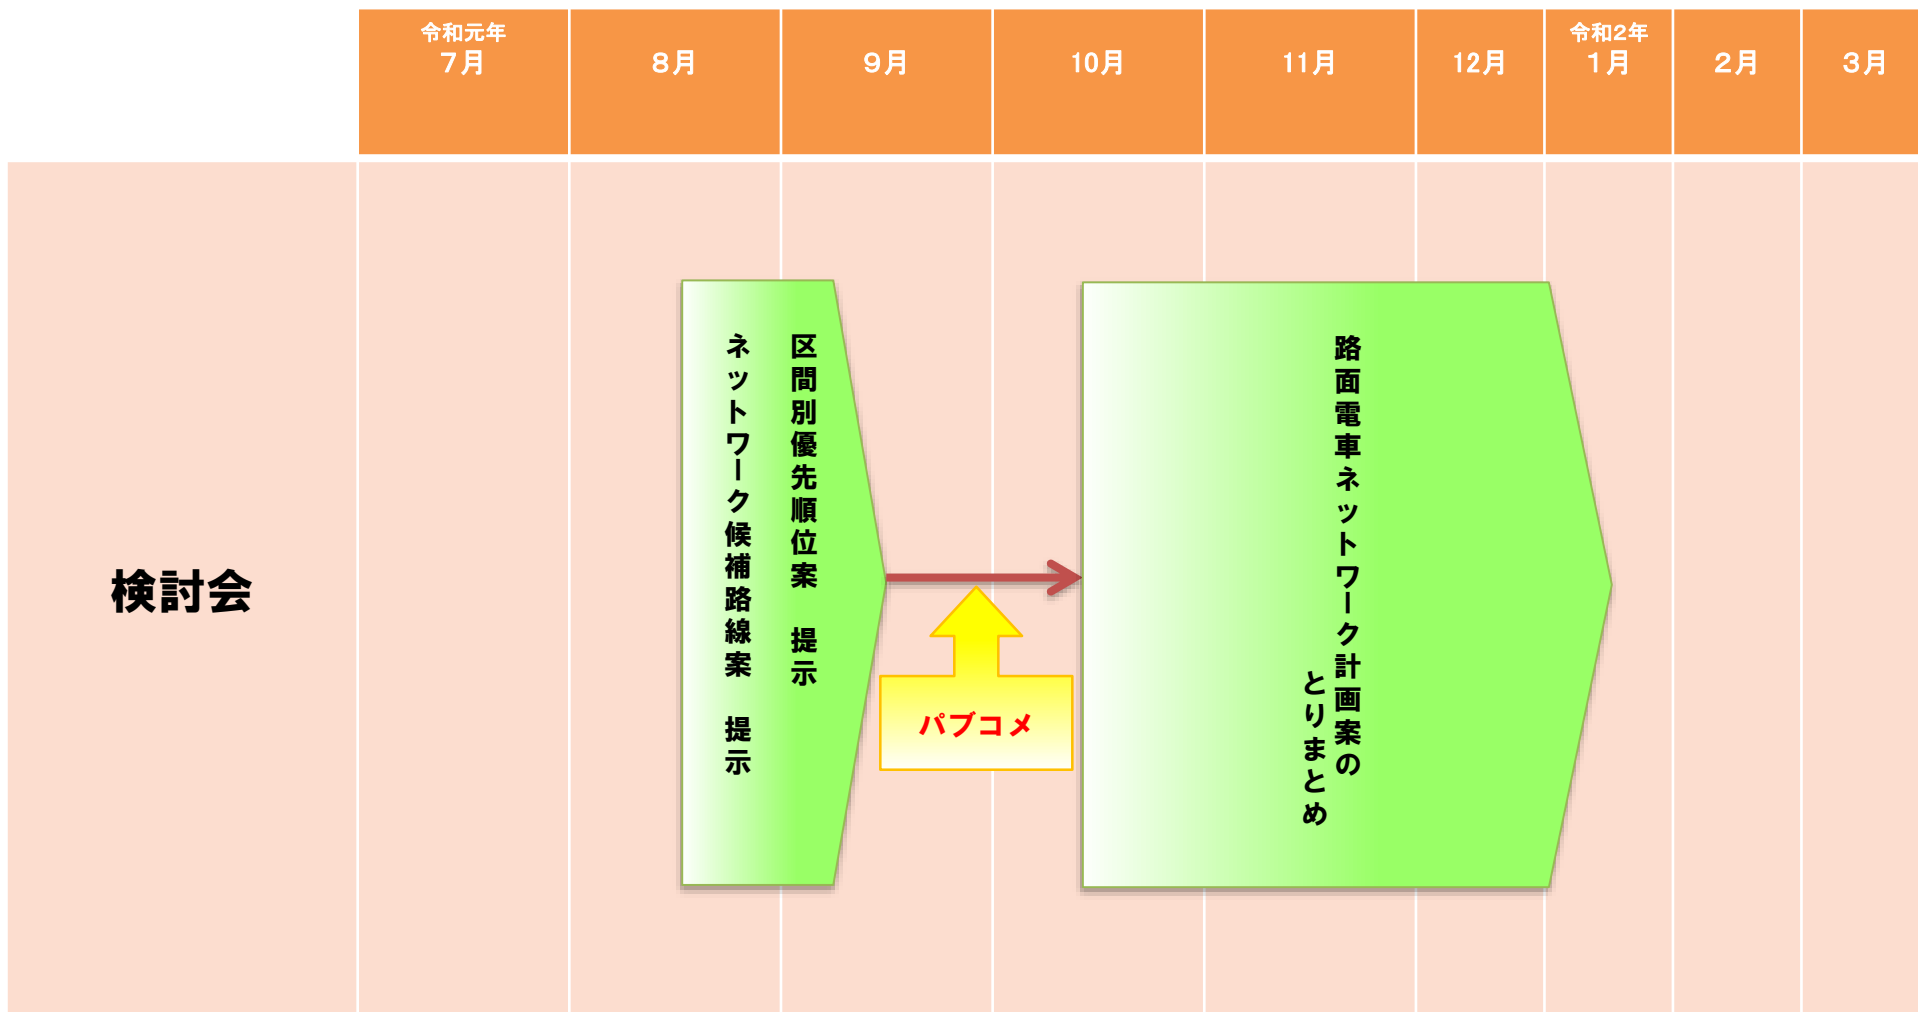 令和元年
7月
8月
9月
10月
11月
12月
令和2年
1月
2月
3月
検討会
区間別優先順位案　提示
ネットワーク候補路線案　提示
パブコメ
路面電車ネットワーク計画案の
とりまとめ